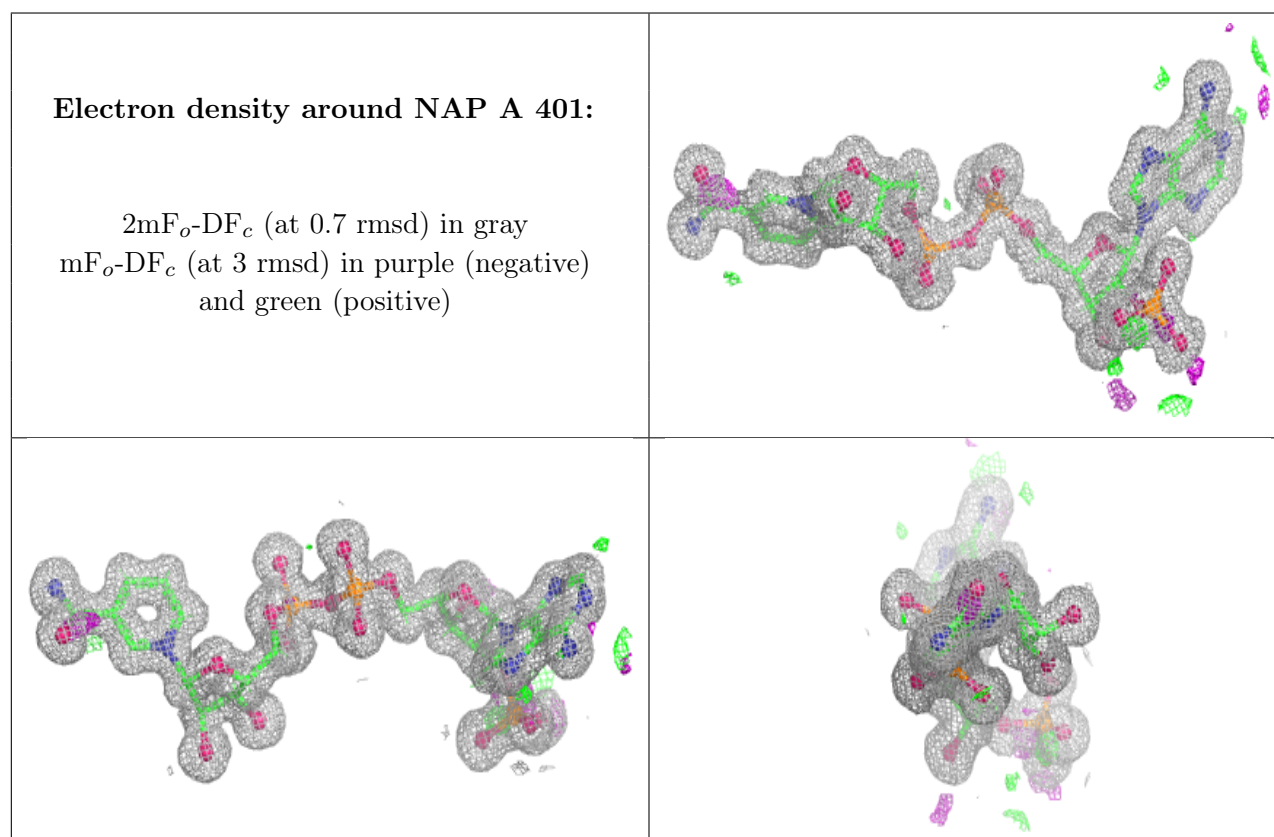 Electron density around NAP A 401:
2mFo-DFc (at 0.7 rmsd) in gray
mFo-DFc (at 3 rmsd) in purple (negative)
and green (positive)